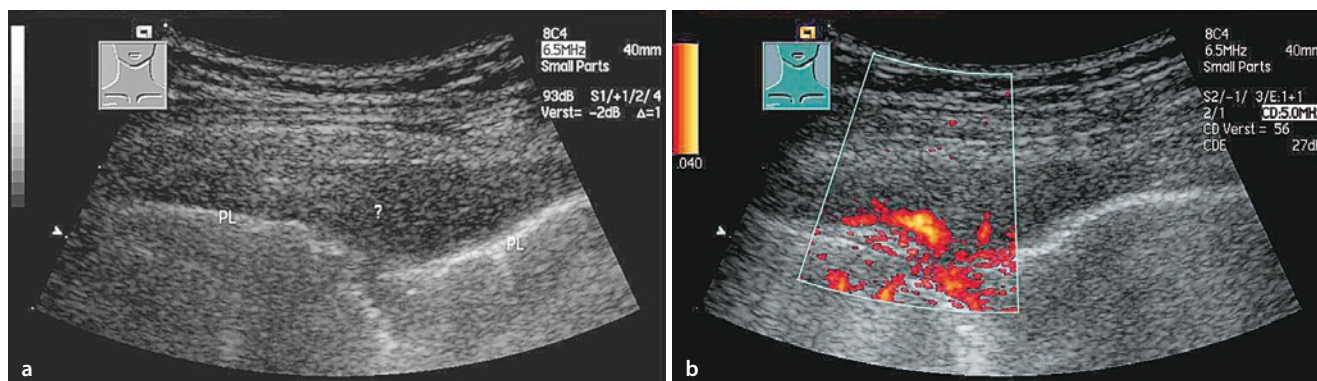 8C4
6.5MHz 40mm
Small Parts
93dB S1/+1/2/ 4
Verst= -2dB Δ=1
PL
?
PL
a
8C4
6.5MHz 40mm
Small Parts
S2/-1/ 3/E:1+1
2/1 CD:5.0MH
CD Verst = 56
CDE 27d
.040
b